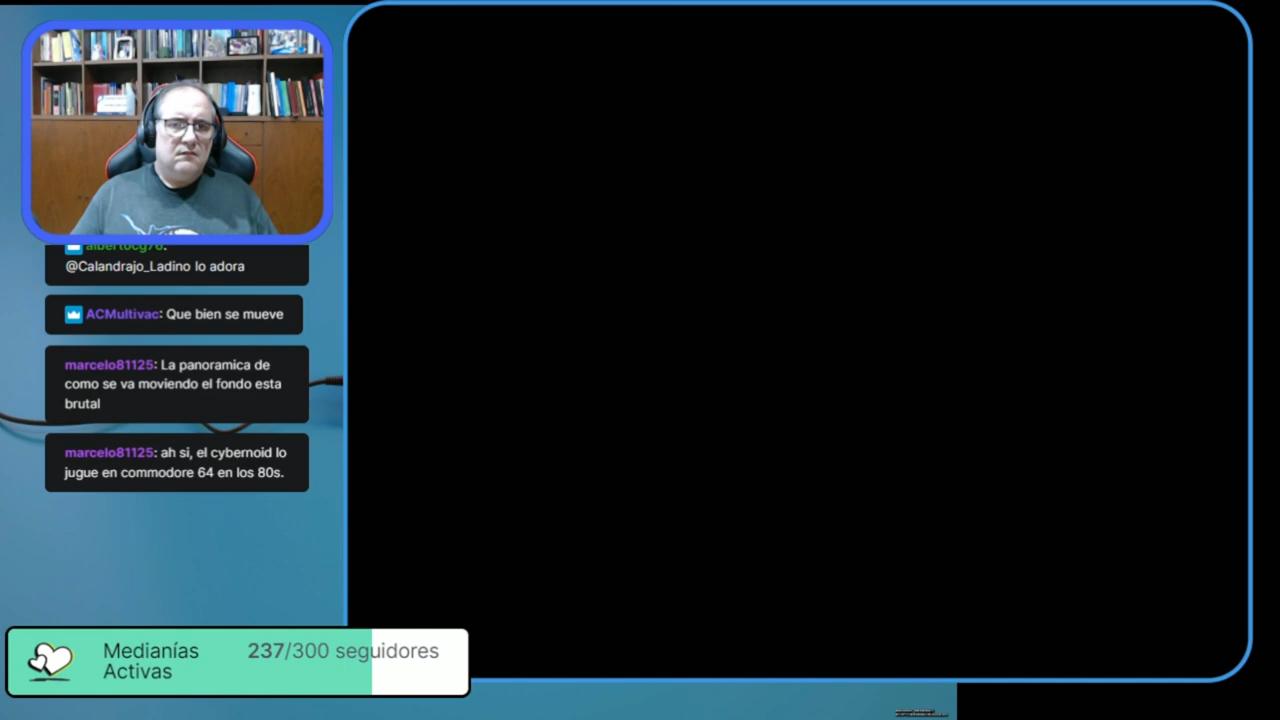 albertocg76:
@Calandrajo_Ladino lo adora
ACMultivac: Que bien se mueve
marcelo81125: La panoramica de
como se va moviendo el fondo esta
brutal
marcelo81125: ah si, el cybernoid lo
jugue en commodore 64 en los 80s.
Medianías 237/300 seguidores
Activas